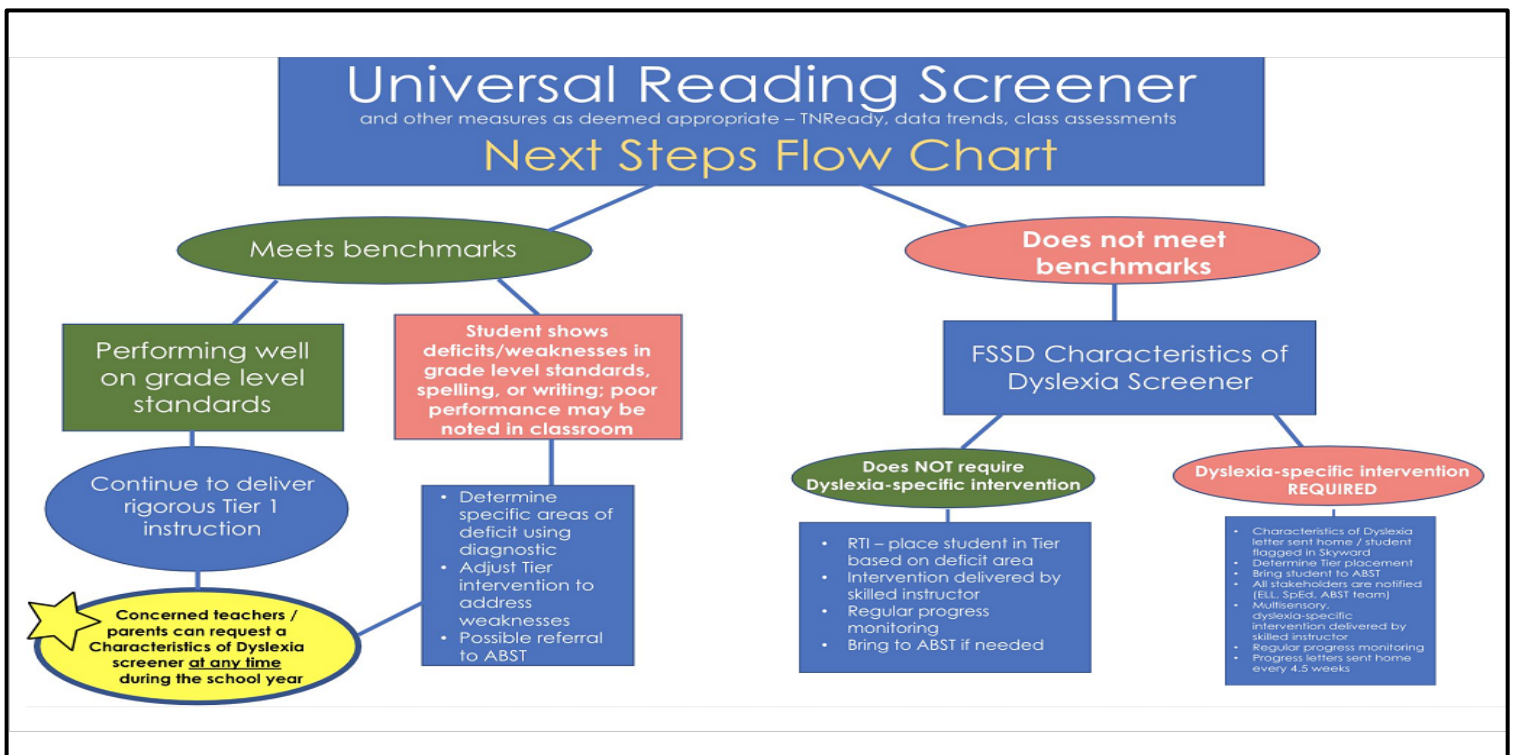 Universal Reading Screener
and other measures as deemed appropriate – TNReady, data trends, class assessments
Next Steps Flow Chart
Meets benchmarks
Does not meet
benchmarks
Performing well
on grade level
standards
Student shows
deficits/weaknesses in
grade level standards,
spelling, or writing; poor
performance may be
noted in classroom
FSSD Characteristics of
Dyslexia Screener
Continue to deliver
rigorous Tier 1
instruction
• Determine
specific areas of
deficit using
diagnostic
• Adjust Tier
intervention to
address
weaknesses
• Possible referral
to ABST
Does NOT require
Dyslexia-specific intervention
Dyslexia-specific intervention
REQUIRED
• RTI – place student in Tier
based on deficit area
• Intervention delivered by
skilled instructor
• Regular progress
monitoring
• Bring to ABST if needed
• Characteristics of Dyslexia
letter sent home / student
flagged in Skyward
• Determine Tier placement
• Bring student to ABST
• All stakeholders are notified
(ELL, SpEd, ABST team)
• Multisensory,
dyslexia-specific
intervention delivered by
skilled instructor
• Regular progress monitoring
• Progress letters sent home
every 4.5 weeks
Concerned teachers /
parents can request a
Characteristics of Dyslexia
screener at any time
during the school year